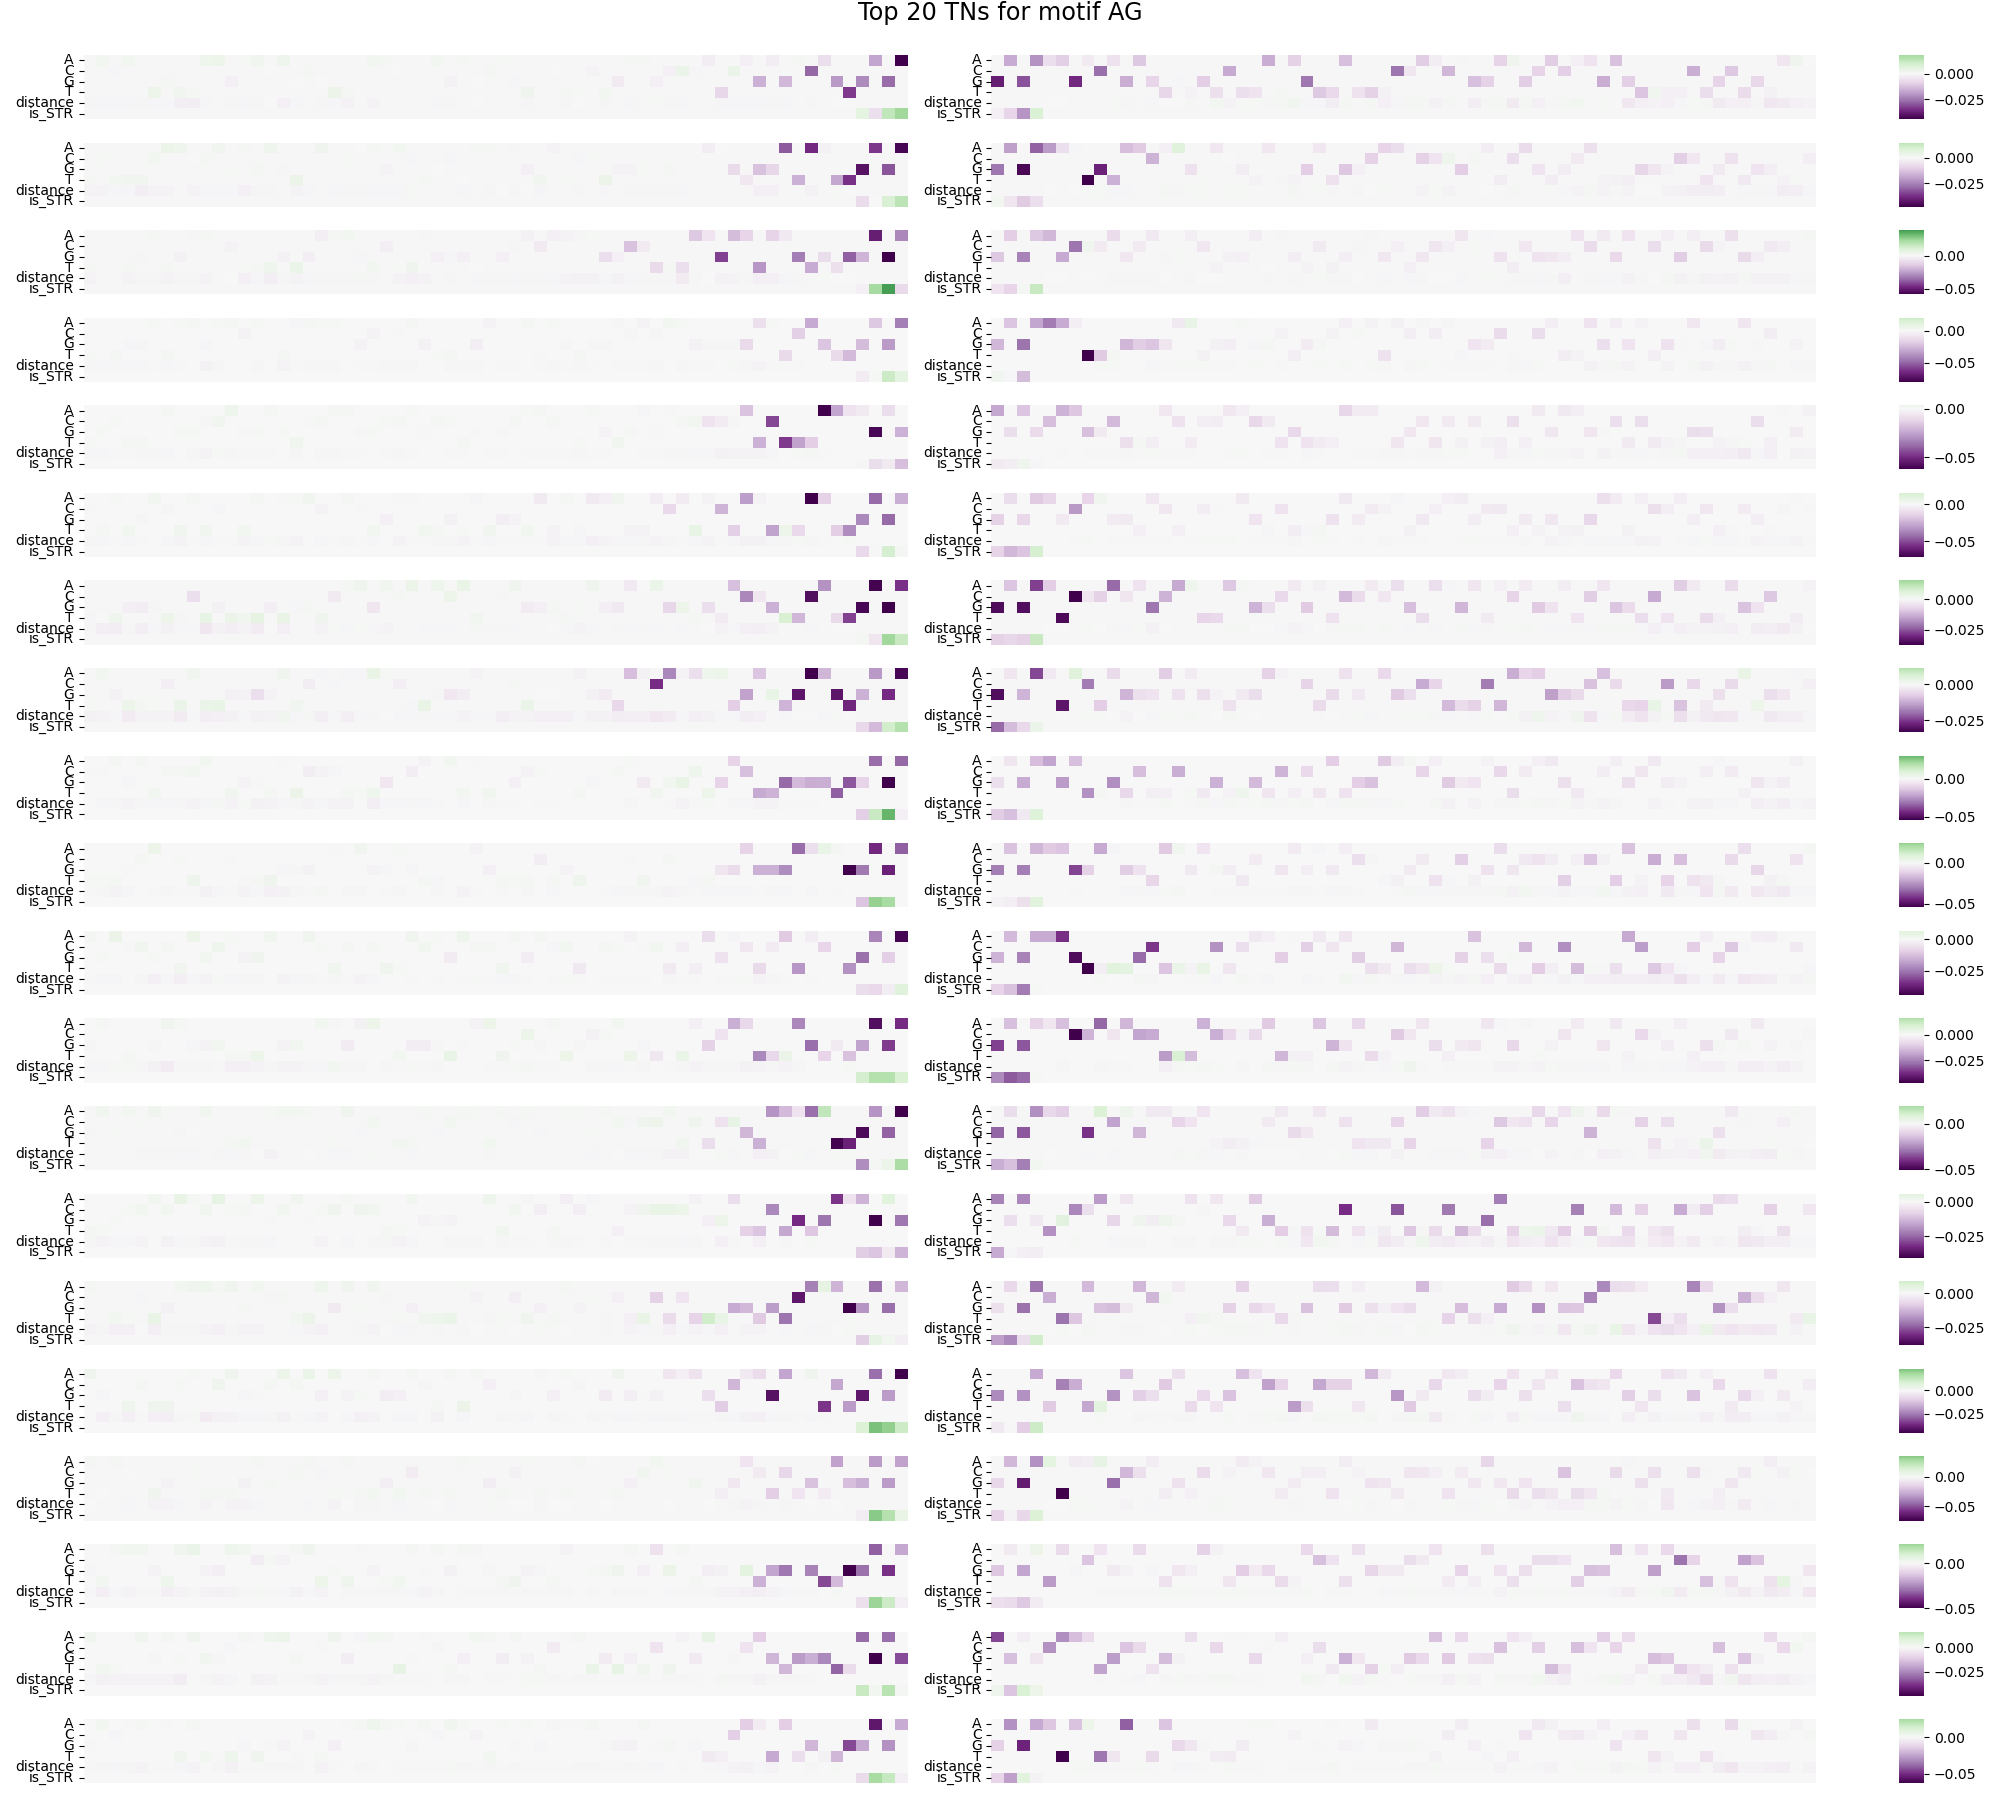 Top 20 TNs for motif AG
A A
C C
G G
T T
distance distance
is_STR is_STR
0.000
−0.025
A A
C C
G G
T T
distance distance
is_STR is_STR
0.000
−0.025
A A
C C
G G
T T
distance distance
is_STR is_STR
0.00
−0.05
A A
C C
G G
T T
distance distance
is_STR is_STR
0.00
−0.05
A A
C C
G G
T T
distance distance
is_STR is_STR
0.00
−0.05
A A
C C
G G
T T
distance distance
is_STR is_STR
0.00
−0.05
A A
C C
G G
T T
distance distance
is_STR is_STR
0.000
−0.025
A A
C C
G G
T T
distance distance
is_STR is_STR
0.000
−0.025
A A
C C
G G
T T
distance distance
is_STR is_STR
0.00
−0.05
A A
C C
G G
T T
distance distance
is_STR is_STR
0.00
−0.05
A A
C C
G G
T T
distance distance
is_STR is_STR
0.000
−0.025
A A
C C
G G
T T
distance distance
is_STR is_STR
0.000
−0.025
A A
C C
G G
T T
distance distance
is_STR is_STR
0.00
−0.05
A A
C C
G G
T T
distance distance
is_STR is_STR
0.000
−0.025
A A
C C
G G
T T
distance distance
is_STR is_STR
0.000
−0.025
A A
C C
G G
T T
distance distance
is_STR is_STR
0.000
−0.025
A A
C C
G G
T T
distance distance
is_STR is_STR
0.00
−0.05
A A
C C
G G
T T
distance distance
is_STR is_STR
0.00
−0.05
A A
C C
G G
T T
distance distance
is_STR is_STR
0.000
−0.025
A A
C C
G G
T T
distance distance
is_STR is_STR
0.00
−0.05